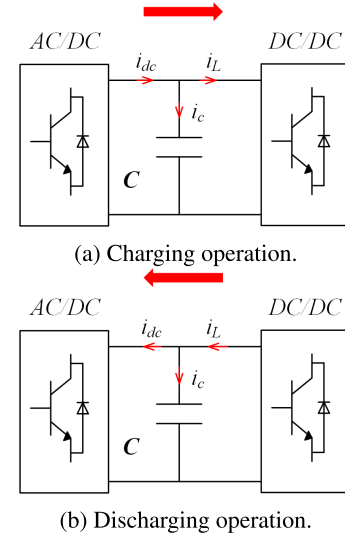 AC/DC DC/DC
i_dc i_L
i_c
C
(a) Charging operation.
AC/DC DC/DC
i_dc i_L
i_c
C
(b) Discharging operation.